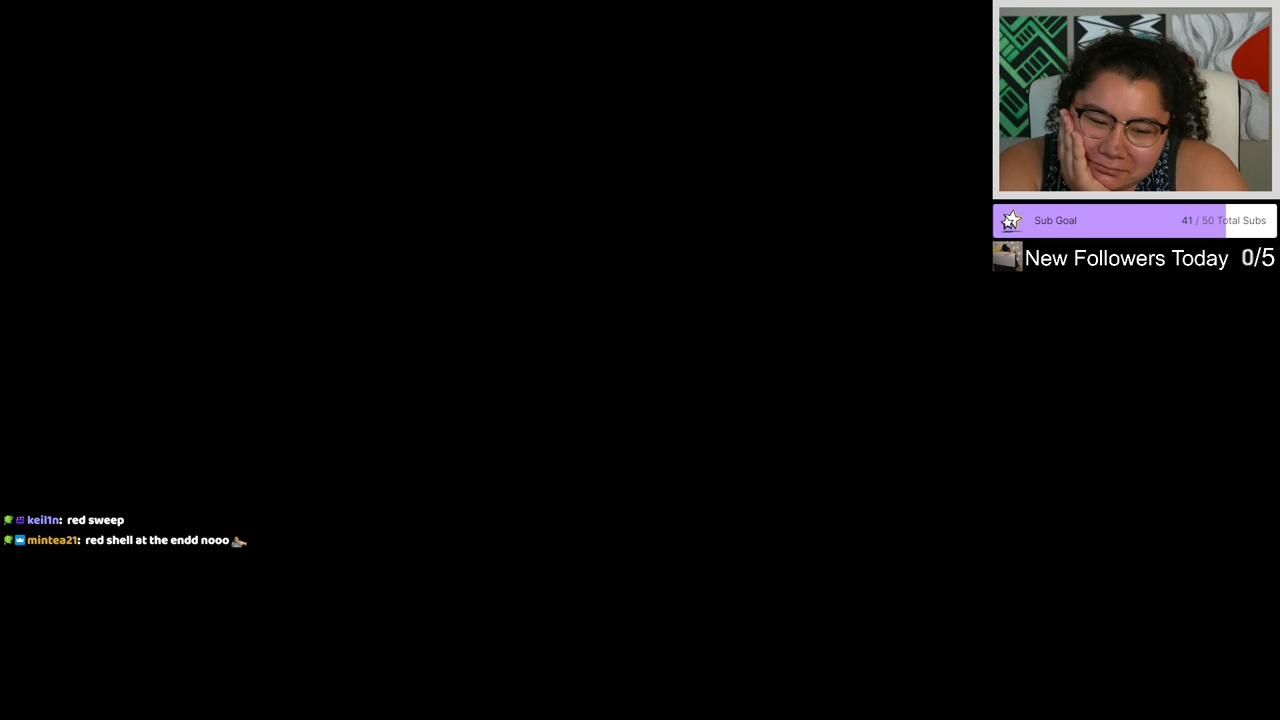 Sub Goal 41 / 50 Total Subs
New Followers Today 0/5
keil1n: red sweep
mintea21: red shell at the endd nooo